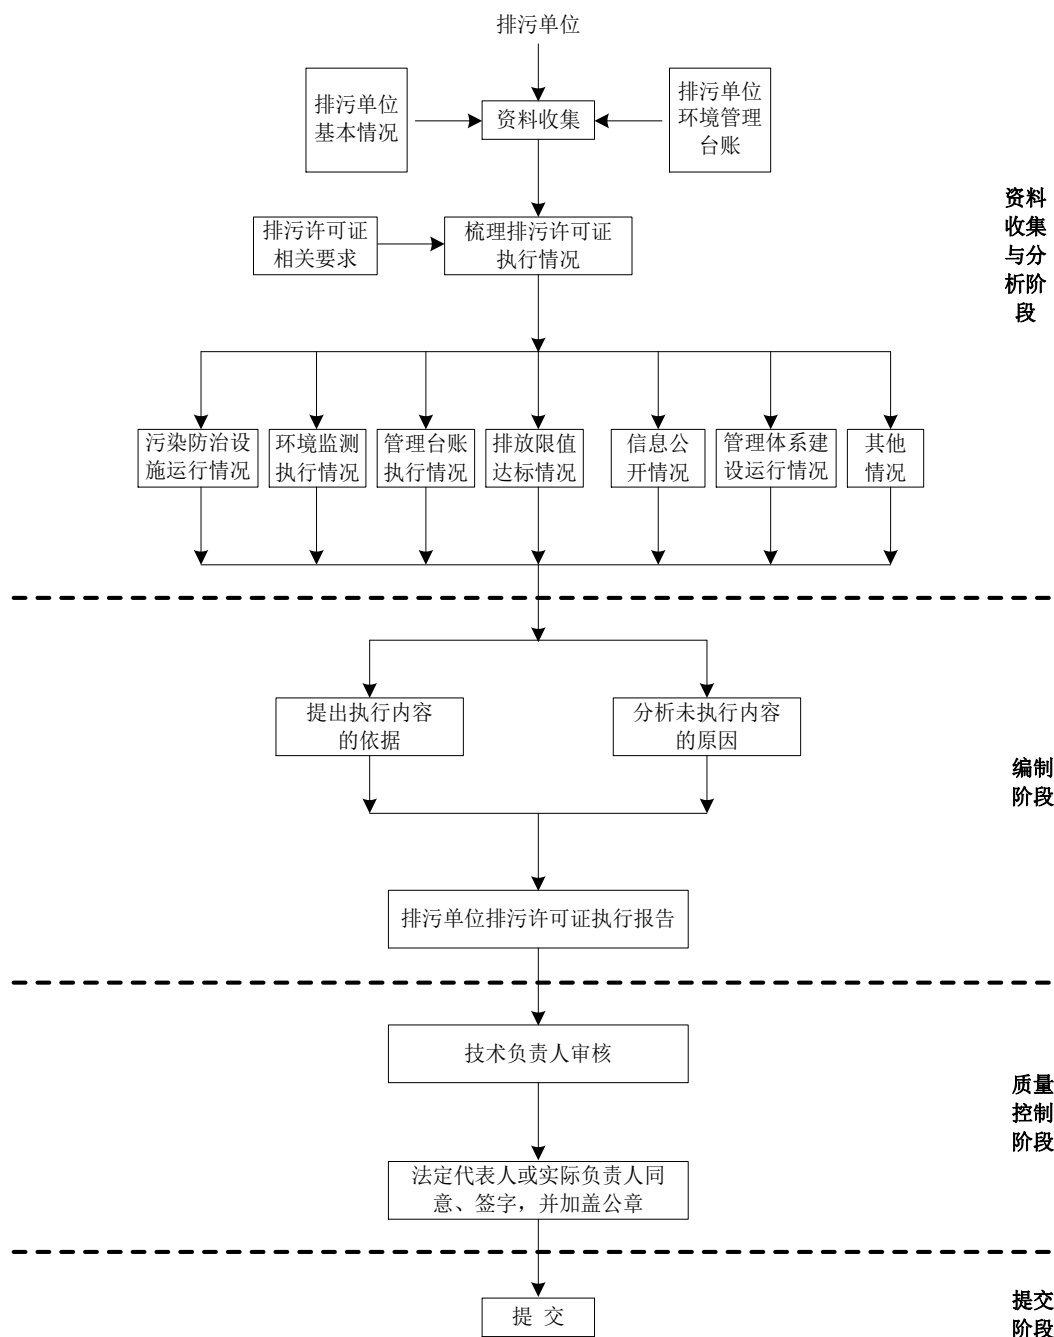 排污单位
排污单位
基本情况
资料收集
排污单位
环境管理
台账
排污许可证
相关要求
梳理排污许可证
执行情况
资料
收集
与分
析阶
段
污染防治设
施运行情况
环境监测
执行情况
管理台账
执行情况
排放限值
达标情况
信息公
开情况
管理体系建
设运行情况
其他
情况
提出执行内容
的依据
分析未执行内容
的原因
编制
阶段
排污单位排污许可证执行报告
技术负责人审核
质量
控制
阶段
法定代表人或实际负责人同
意、签字，并加盖公章
提 交
提交
阶段